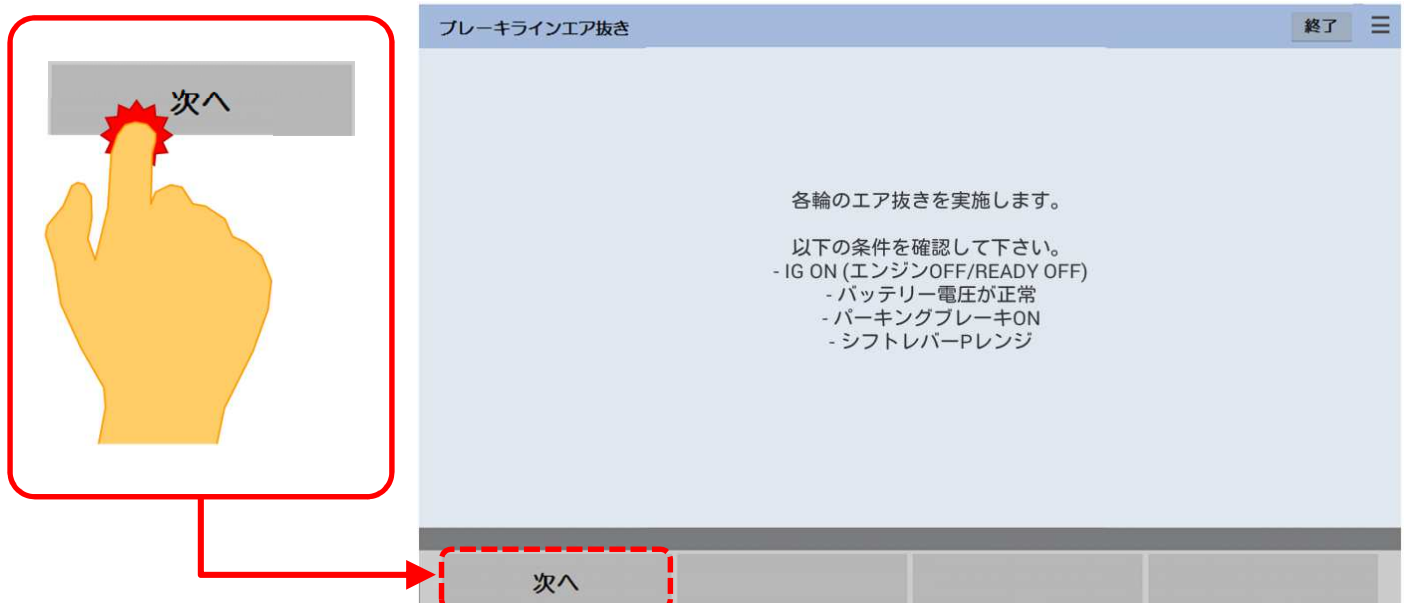 次へ
ブレーキラインエア抜き
終了
各輪のエア抜きを実施します。
以下の条件を確認して下さい。
- IG ON (エンジンOFF/READY OFF)
- バッテリー電圧が正常
- パーキングブレーキON
- シフトレバーPレンジ
次へ